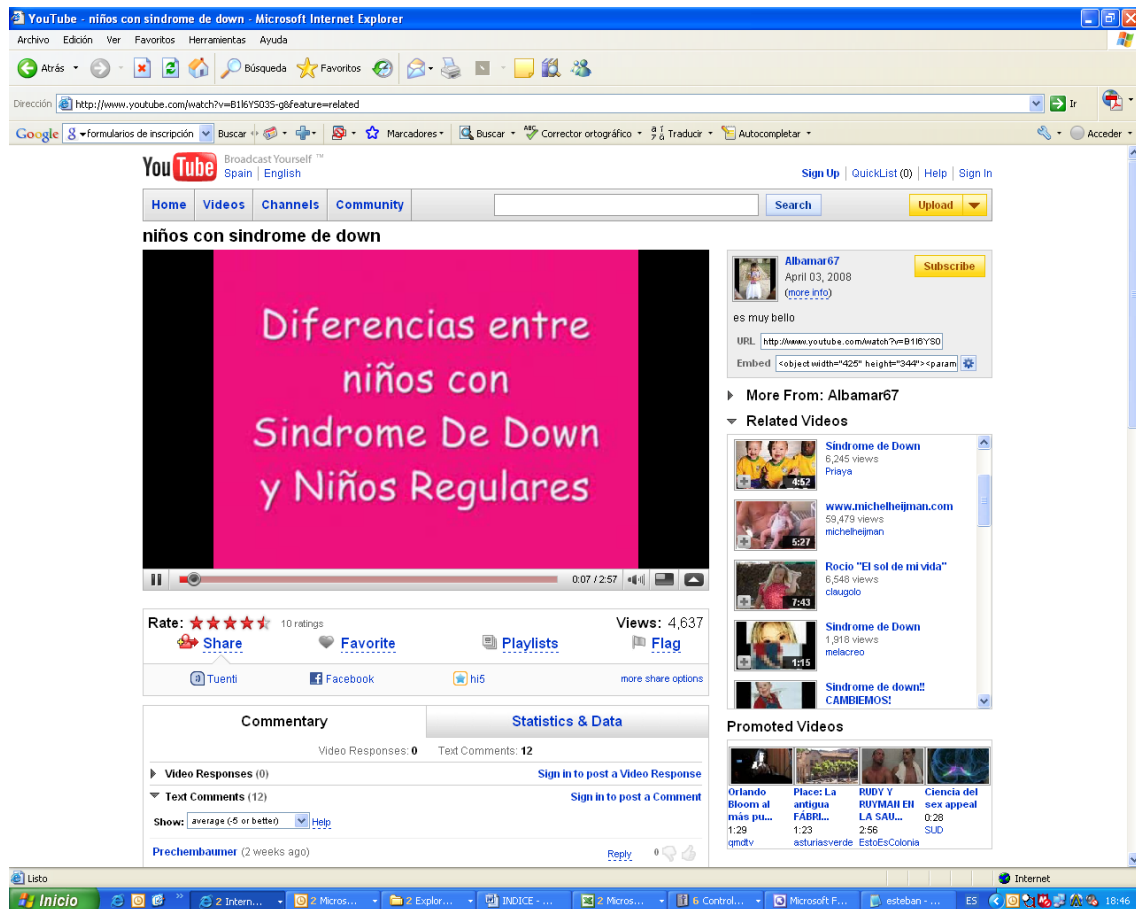 YouTube - niños con sindrome de down - Microsoft Internet Explorer
Archivo Edición Ver Favoritos Herramientas Ayuda
Atrás Búsqueda Favoritos
Dirección http://www.youtube.com/watch?v=B1l6YS03S-g&feature=related Ir
Google formularios de inscripción Buscar Marcadores Buscar Corrector ortográfico Traducir Autocompletar Acceder
YouTube Broadcast Yourself ™
Spain | English
Sign Up | QuickList (0) | Help | Sign In
Home Videos Channels Community Search Upload
niños con sindrome de down
Diferencias entre
niños con
Sindrome De Down
y Niños Regulares
0:07 / 2:57
Rate: 10 ratings Views: 4,637
Share Favorite Playlists Flag
Tuenti Facebook hi5 more share options
Commentary Statistics & Data
Video Responses: 0 Text Comments: 12
Video Responses (0) Sign in to post a Video Response
Text Comments (12) Sign in to post a Comment
Show: average (-5 or better) Help
Prechembaumer (2 weeks ago) Reply 0
Albamar67
April 03, 2008
(more info)
Subscribe
es muy bello
URL http://www.youtube.com/watch?v=B1l6YS0
Embed <object width="425" height="344"><param
More From: Albamar67
Related Videos
Síndrome de Down
6,245 views
Priaya
4:52
www.michelheijman.com
59,479 views
michelheijman
5:27
Rocio "El sol de mi vida"
6,548 views
claugolo
7:43
Sindrome de Down
1,918 views
melacreo
1:15
Sindrome de down!!
CAMBIEMOS!
Promoted Videos
Orlando Bloom al más pu...
1:29
qmdtv
Place: La antigua FÁBRI...
1:23
asturiasverde
RUDY Y RUYMAN EN LA SAU...
2:56
EstoEsColonia
Ciencia del sex appeal
0:28
SUD
Listo Internet
Inicio 2 Intern... 2 Micros... 2 Explor... INDICE - ... 2 Micros... 6 Control... Microsoft F... esteban - ... ES 18:46